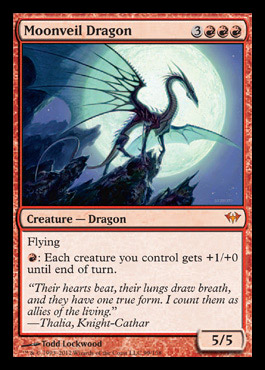 Moonveil Dragon 3
Creature — Dragon
Flying
: Each creature you control gets +1/+0
until end of turn.
“Their hearts beat, their lungs draw breath,
and they have one true form. I count them as
allies of the living.”
—Thalia, Knight-Cathar
5/5
Todd Lockwood